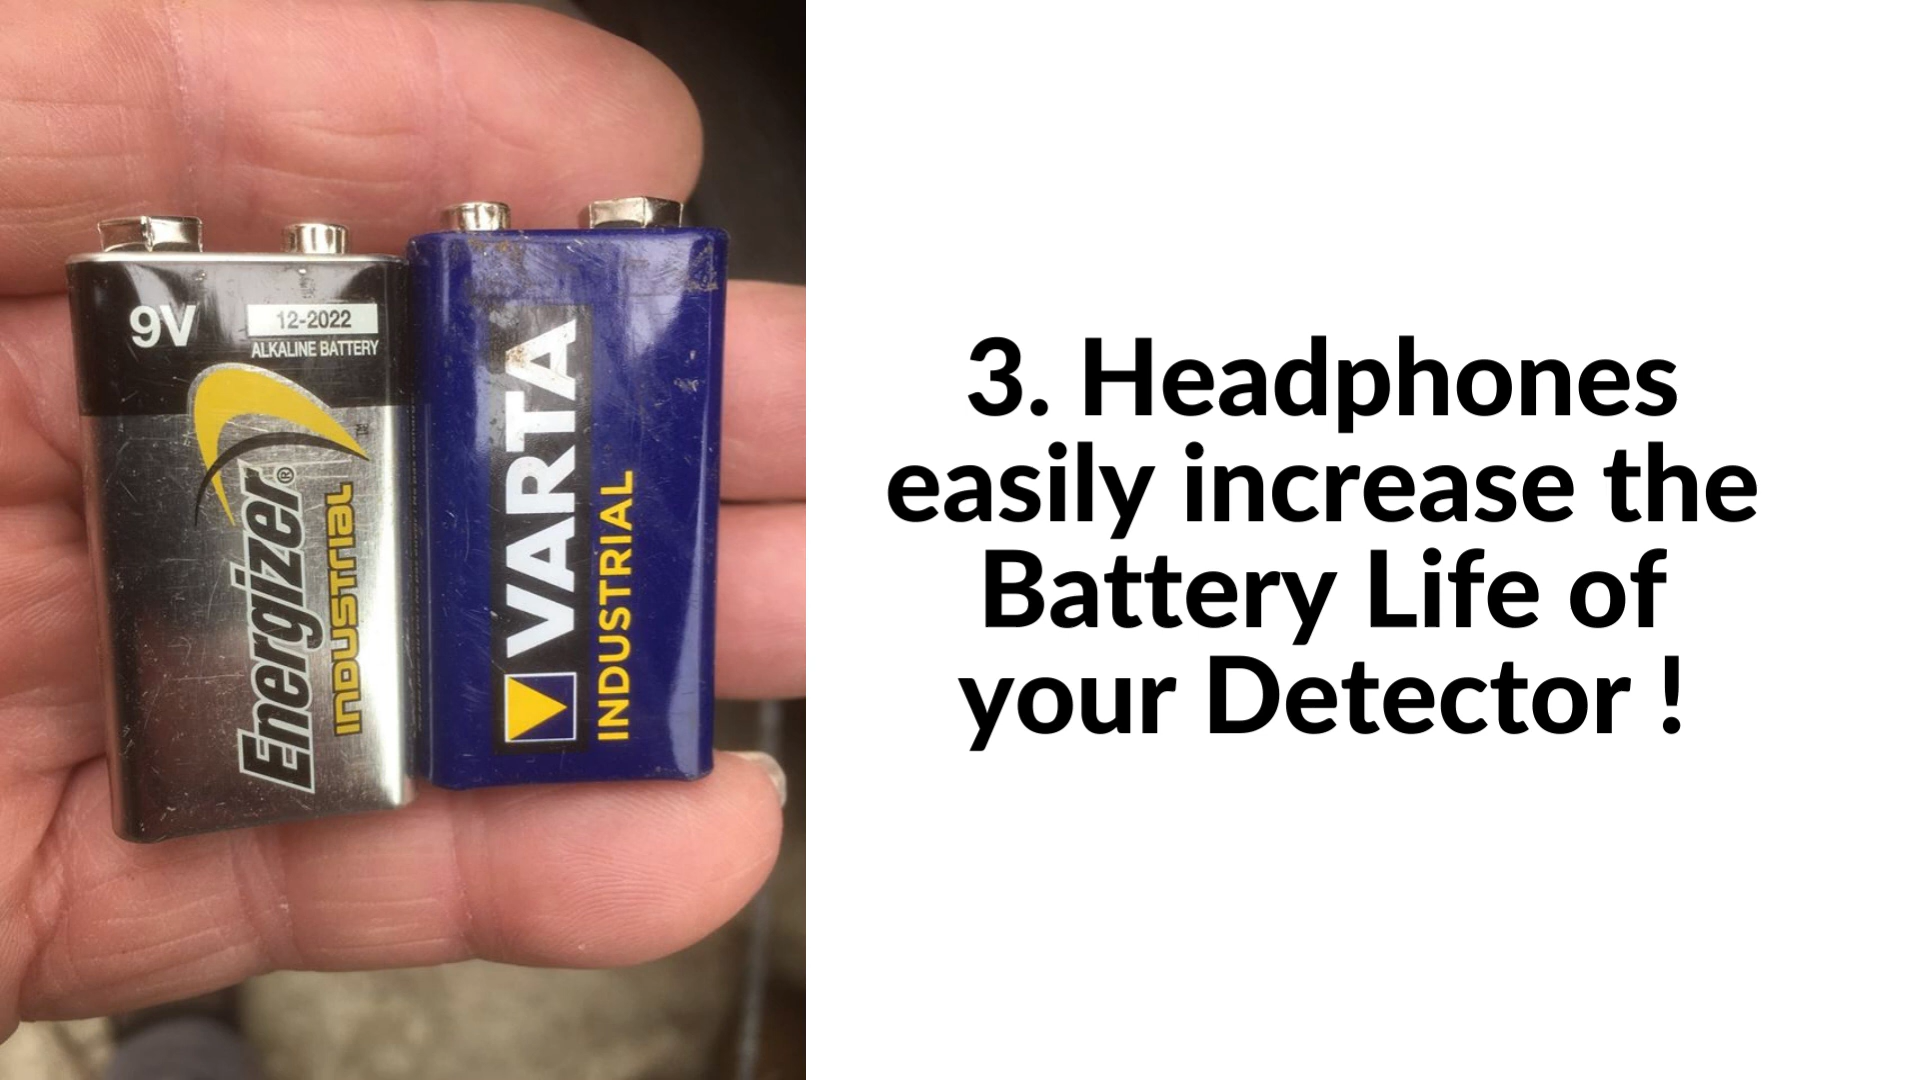 9V
12-2022
ALKALINE BATTERY
Energizer®
INDUSTRIAL
VARTA
INDUSTRIAL
3. Headphones
easily increase the
Battery Life of
your Detector !